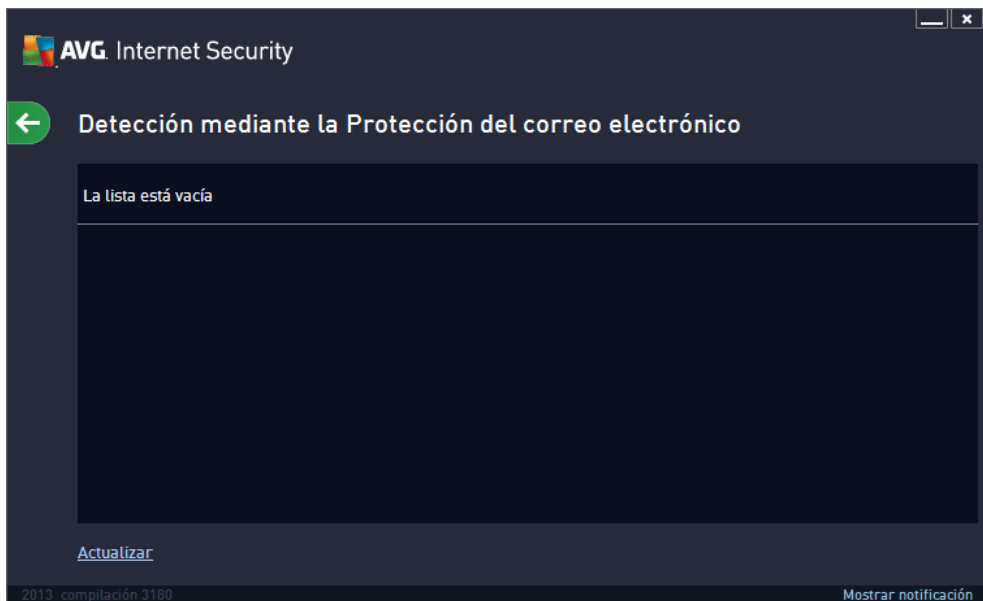 AVG. Internet Security
Detección mediante la Protección del correo electrónico
La lista está vacía
Actualizar
2013 compilación 3180
Mostrar notificación